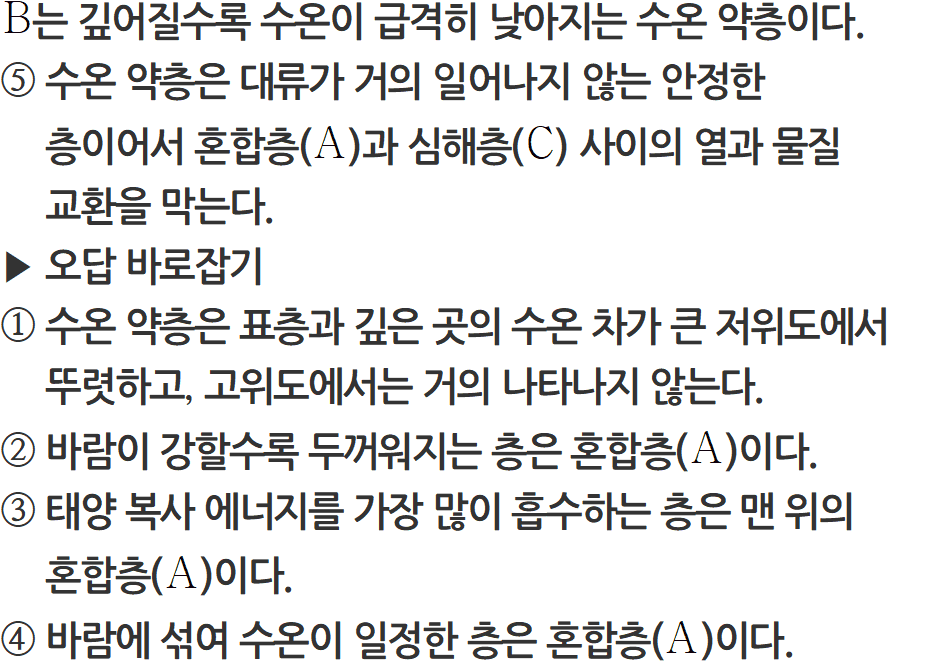 B는 깊어질수록 수온이 급격히 낮아지는 수온 약층이다.
⑤ 수온 약층은 대류가 거의 일어나지 않는 안정한
층이어서 혼합층(A)과 심해층(C) 사이의 열과 물질
교환을 막는다.
▶ 오답 바로잡기
① 수온 약층은 표층과 깊은 곳의 수온 차가 큰 저위도에서
뚜렷하고, 고위도에서는 거의 나타나지 않는다.
② 바람이 강할수록 두꺼워지는 층은 혼합층(A)이다.
③ 태양 복사 에너지를 가장 많이 흡수하는 층은 맨 위의
혼합층(A)이다.
④ 바람에 섞여 수온이 일정한 층은 혼합층(A)이다.